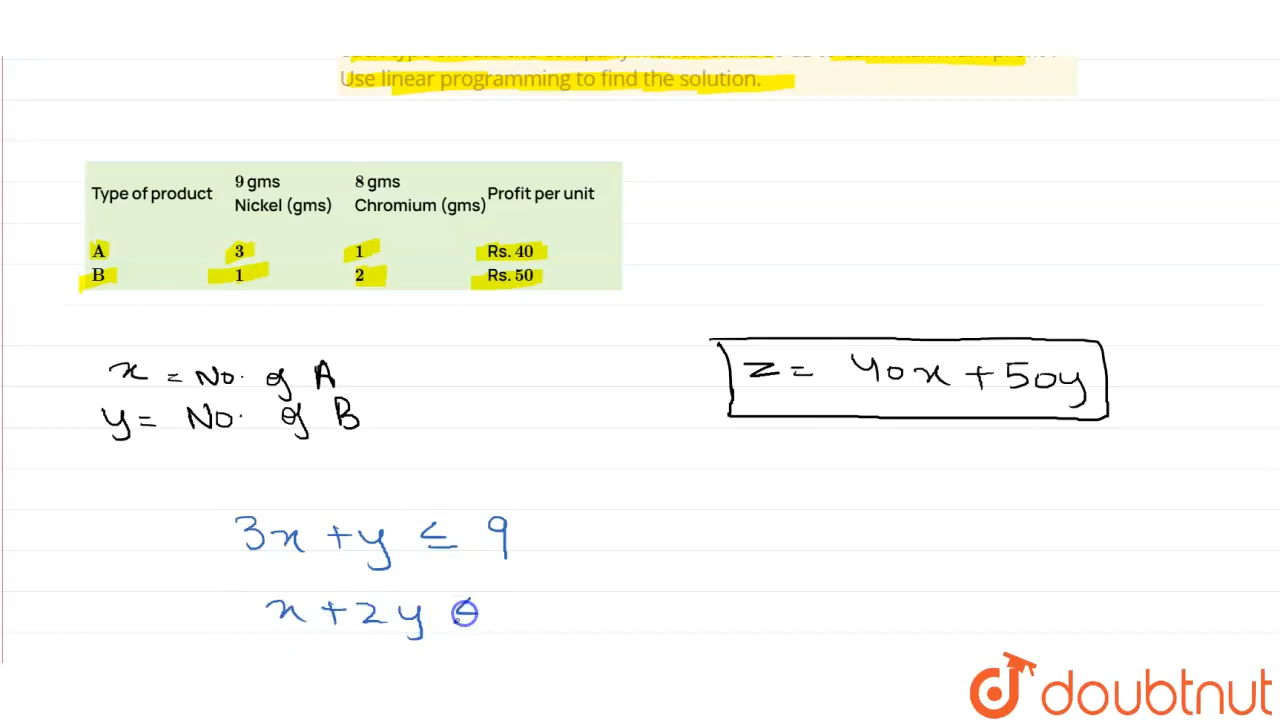 Use linear programming to find the solution.
Type of product 9 gms Nickel (gms) 8 gms Chromium (gms) Profit per unit
A 3 1 Rs. 40
B 1 2 Rs. 50
x = No. of A
y = No. of B
z = 40x + 50y
3x + y ≤ 9
x + 2y ≤
doubtnut